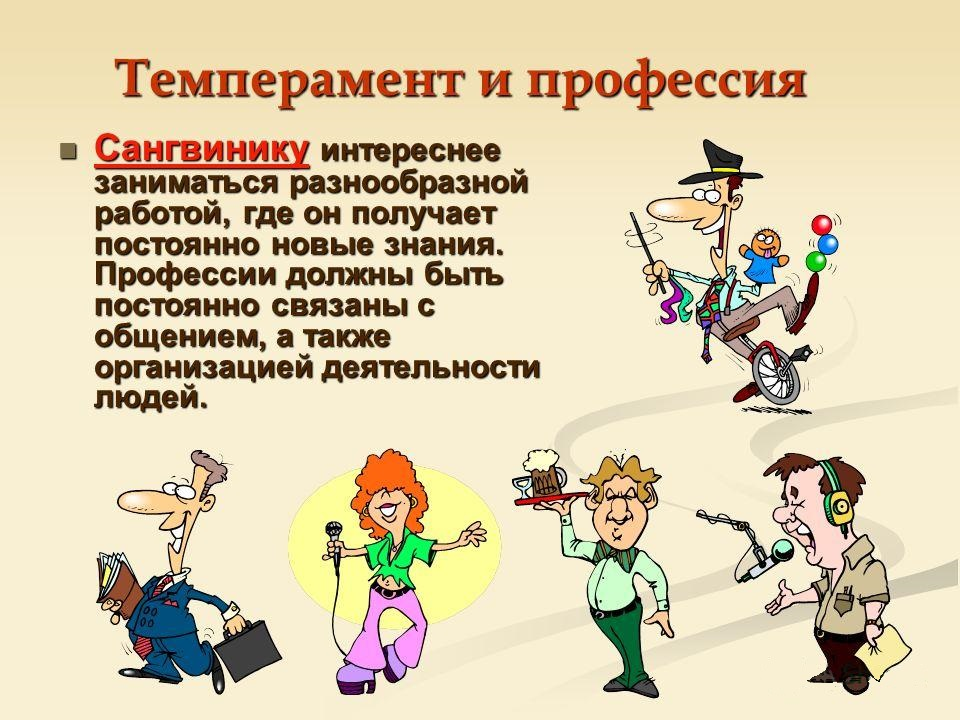 Темперамент и профессия
Сангвинику интереснее
заниматься разнообразной
работой, где он получает
постоянно новые знания.
Профессии должны быть
постоянно связаны с
общением, а также
организацией деятельности
людей.